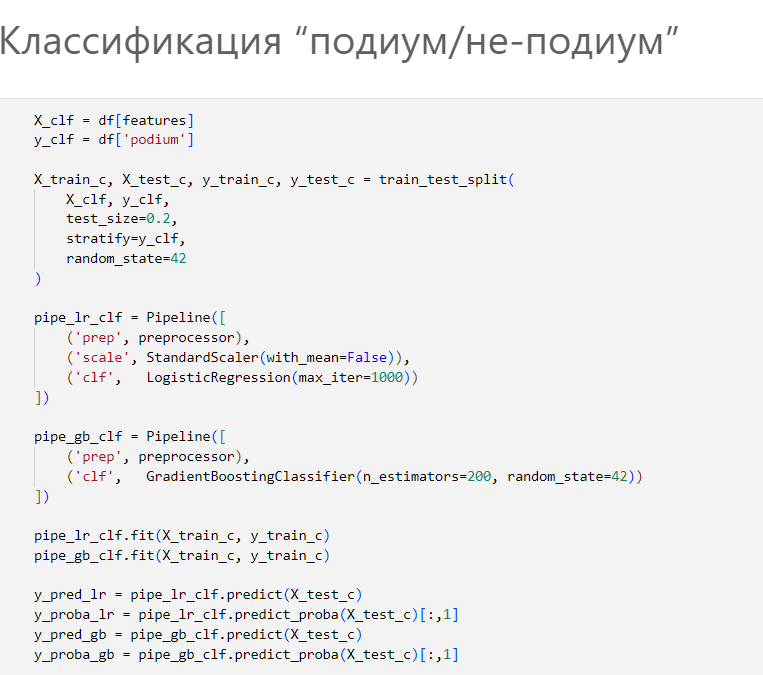 Классификация “подиум/не-подиум”
X_clf = df[features]
y_clf = df['podium']
X_train_c, X_test_c, y_train_c, y_test_c = train_test_split(
    X_clf, y_clf,
    test_size=0.2,
    stratify=y_clf,
    random_state=42
)
pipe_lr_clf = Pipeline([
    ('prep', preprocessor),
    ('scale', StandardScaler(with_mean=False)),
    ('clf',   LogisticRegression(max_iter=1000))
])
pipe_gb_clf = Pipeline([
    ('prep', preprocessor),
    ('clf',   GradientBoostingClassifier(n_estimators=200, random_state=42))
])
pipe_lr_clf.fit(X_train_c, y_train_c)
pipe_gb_clf.fit(X_train_c, y_train_c)
y_pred_lr = pipe_lr_clf.predict(X_test_c)
y_proba_lr = pipe_lr_clf.predict_proba(X_test_c)[:,1]
y_pred_gb = pipe_gb_clf.predict(X_test_c)
y_proba_gb = pipe_gb_clf.predict_proba(X_test_c)[:,1]